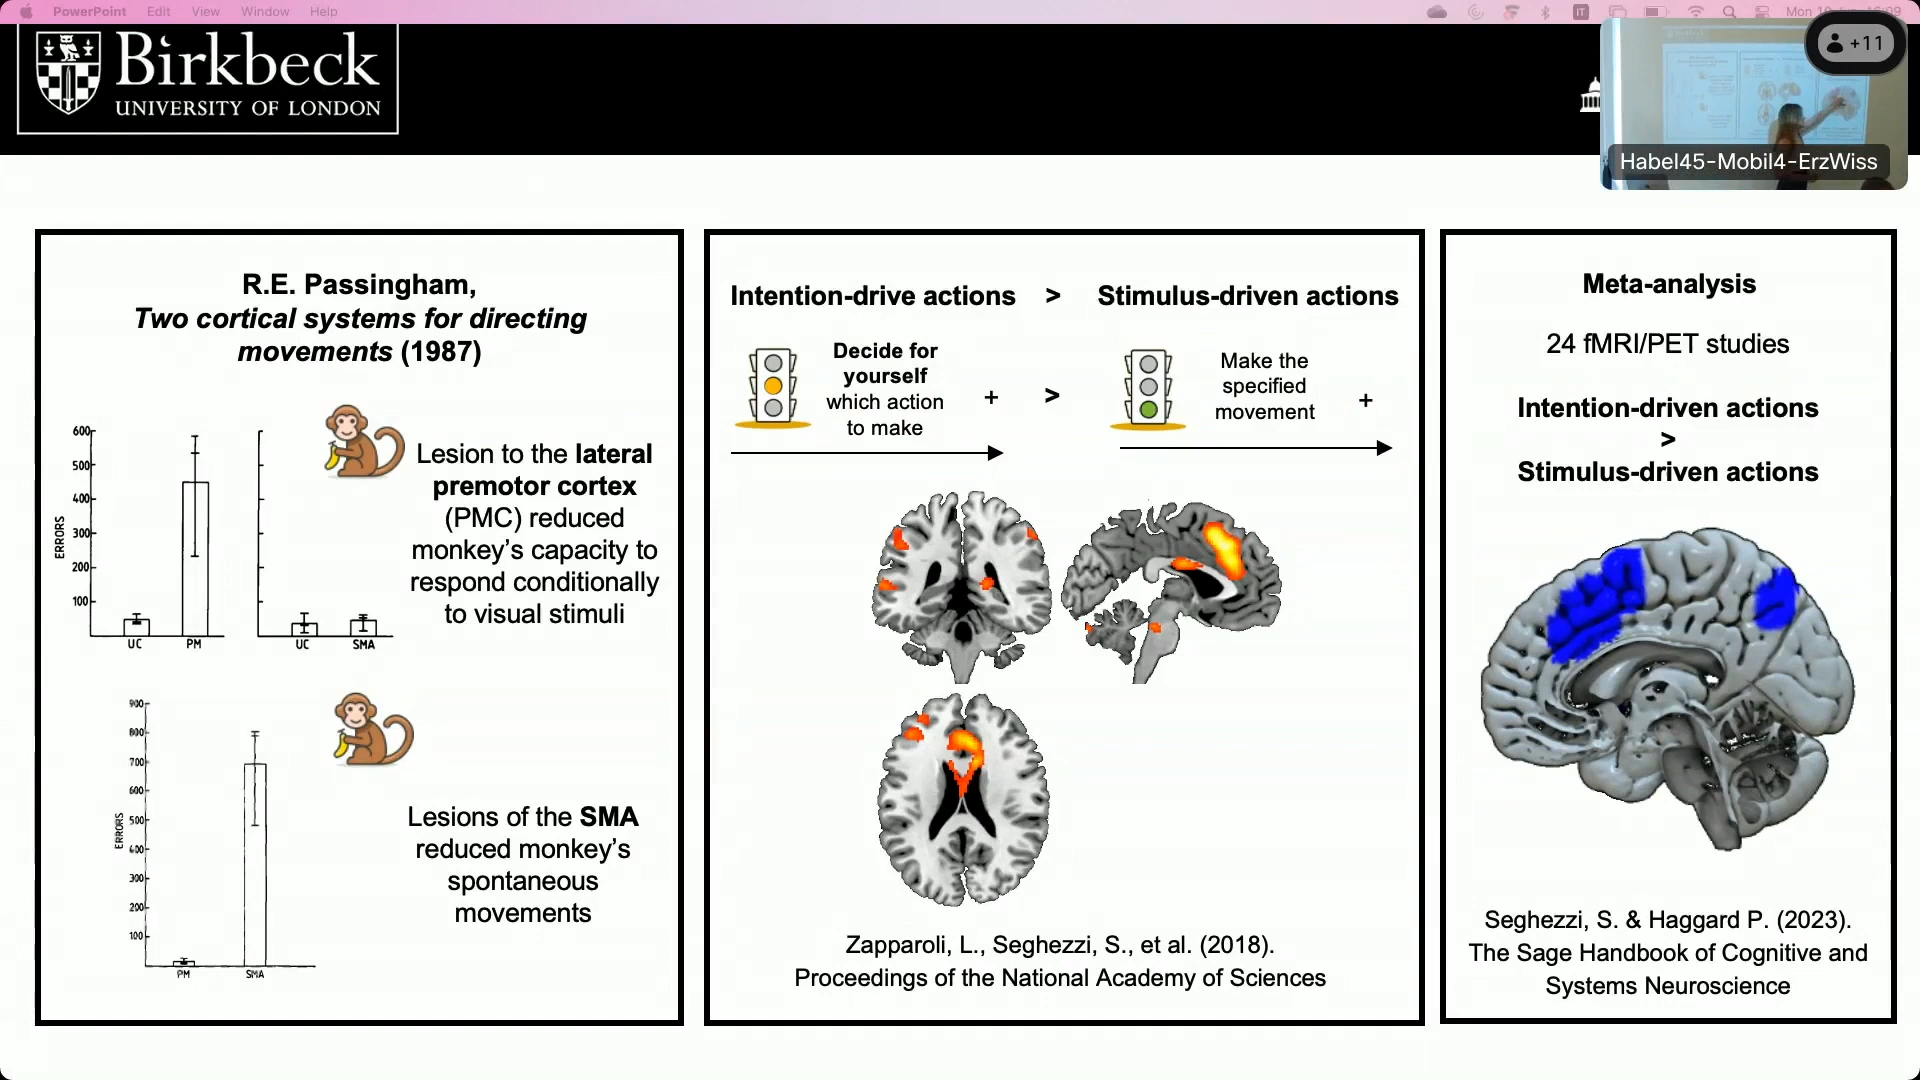 PowerPoint Edit View Window Help
IT
Mon
Birkbeck
UNIVERSITY OF LONDON
+11
Habel45-Mobil4-ErzWiss
R.E. Passingham,
Two cortical systems for directing
movements (1987)
600
500
400
300
200
100
ERRORS
UC PM
UC SMA
Lesion to the lateral
premotor cortex
(PMC) reduced
monkey's capacity to
respond conditionally
to visual stimuli
900
800
700
600
500
400
300
200
100
ERRORS
PM SMA
Lesions of the SMA
reduced monkey's
spontaneous
movements
Intention-drive actions > Stimulus-driven actions
Decide for
yourself
which action
to make
+
>
Make the
specified
movement
+
Zapparoli, L., Seghezzi, S., et al. (2018).
Proceedings of the National Academy of Sciences
Meta-analysis
24 fMRI/PET studies
Intention-driven actions
>
Stimulus-driven actions
Seghezzi, S. & Haggard P. (2023).
The Sage Handbook of Cognitive and
Systems Neuroscience